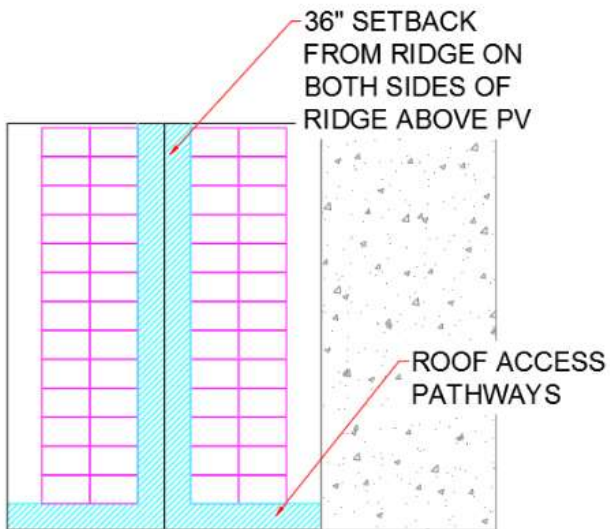 36" SETBACK
FROM RIDGE ON
BOTH SIDES OF
RIDGE ABOVE PV
ROOF ACCESS
PATHWAYS